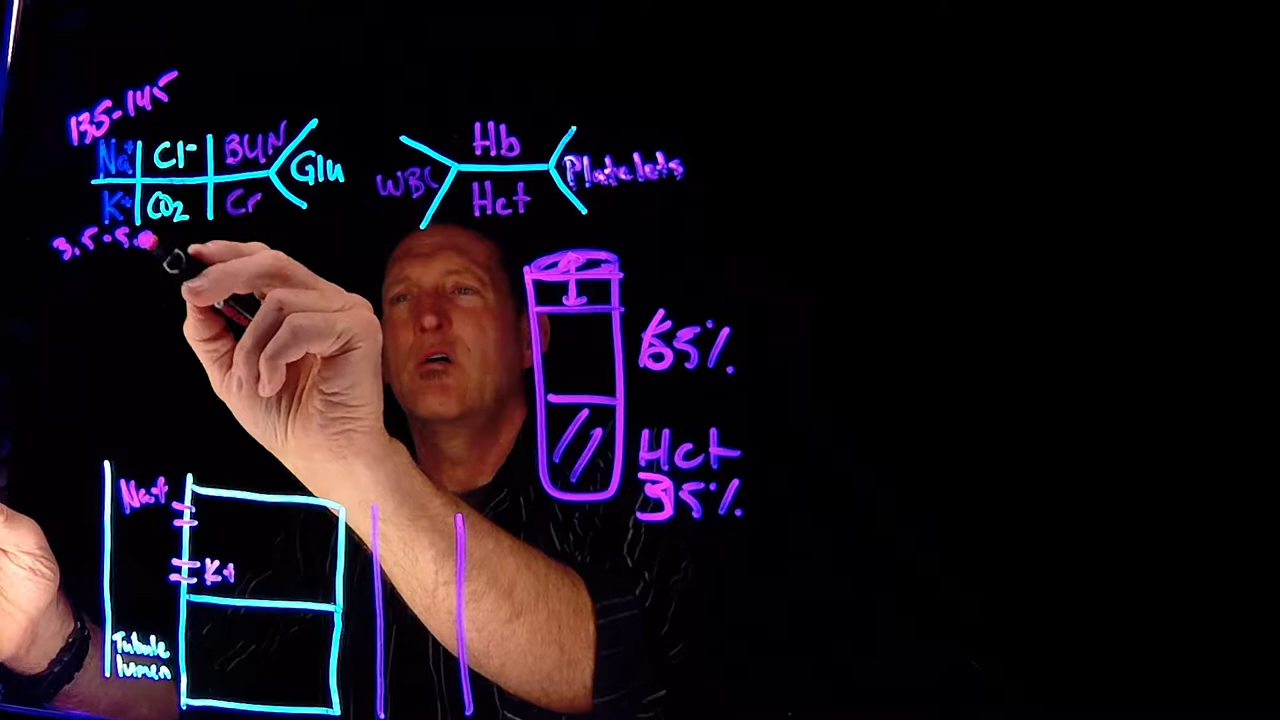 135-145
Na+ Cl- BUN Glu
K+ CO2 Cr
3.5-5.0
Hb
WBC Platelets
Hct
65%
Hct
35%
Na+
K+
Tubule
lumen